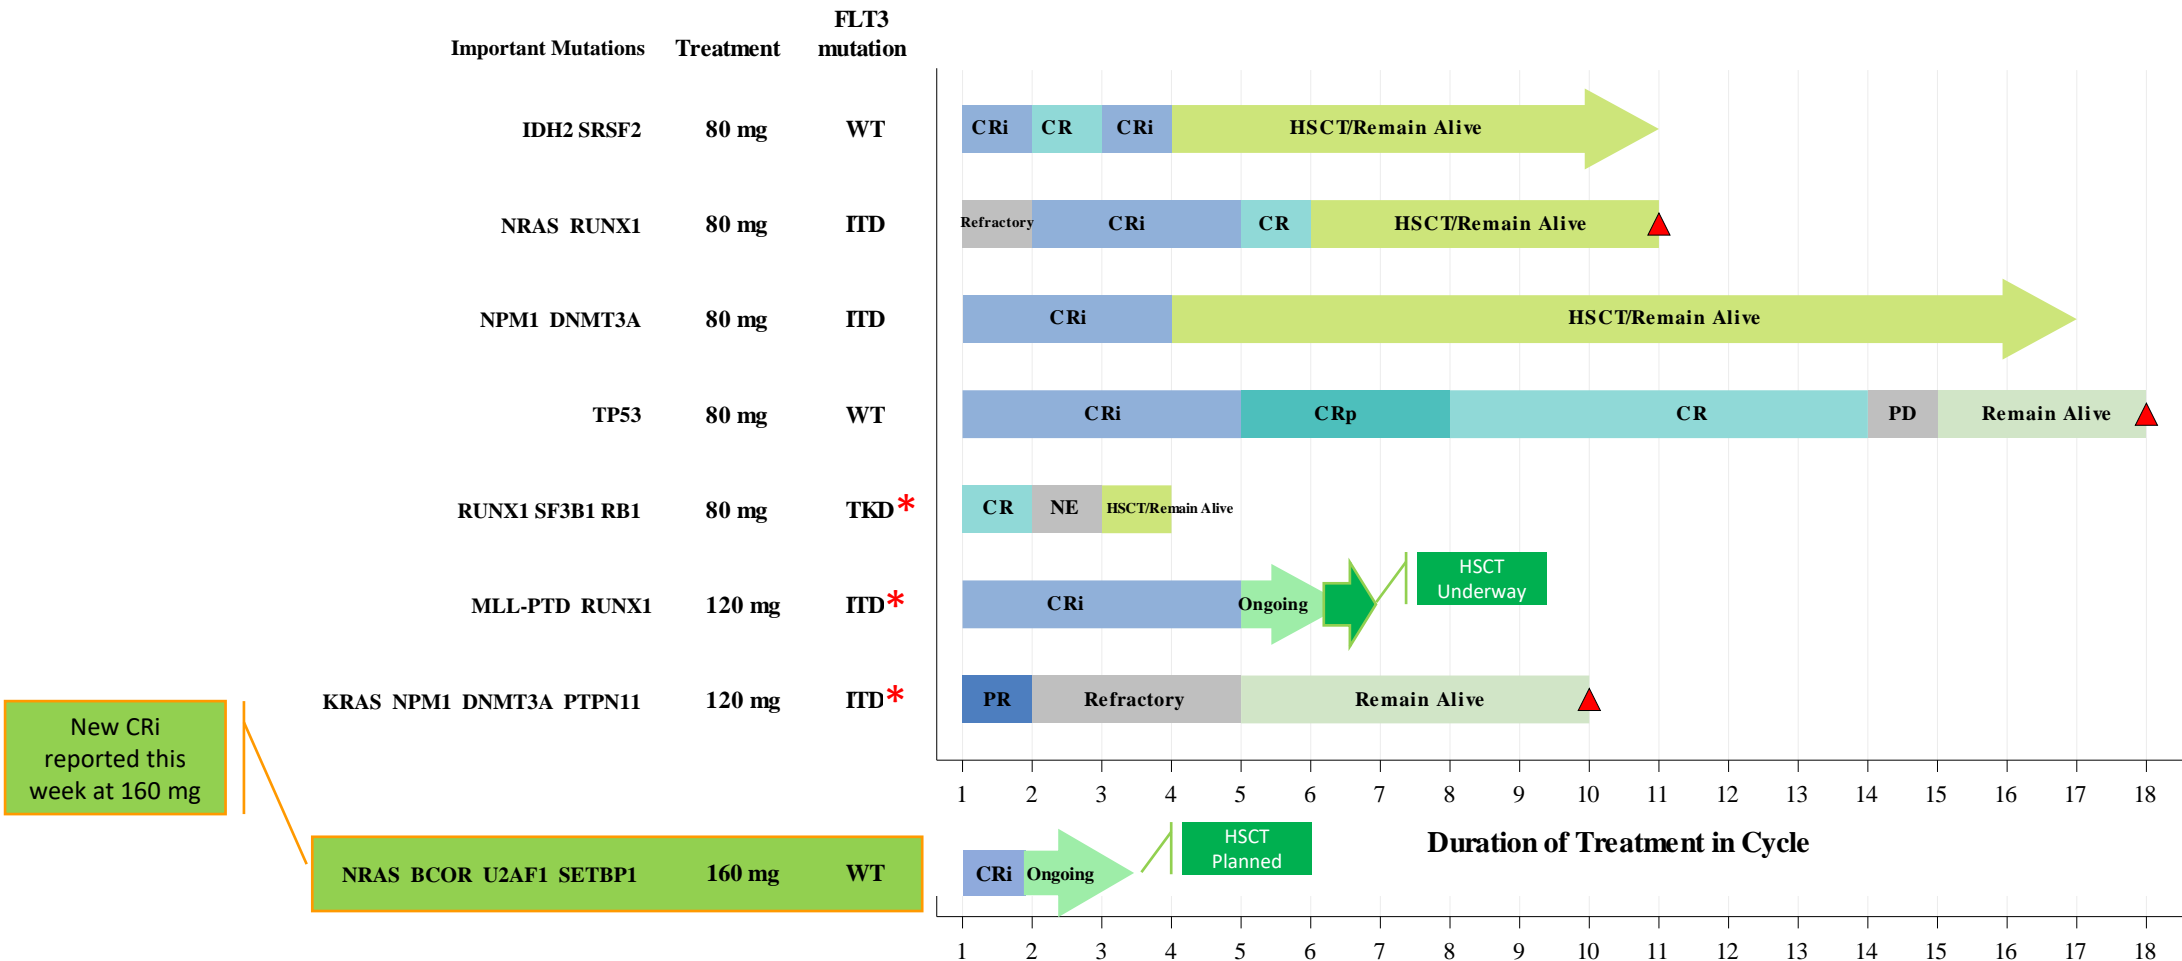 FLT3
Important Mutations Treatment mutation
IDH2 SRSF2 80 mg WT CRi CR CRi HSCT/Remain Alive
NRAS RUNX1 80 mg ITD Refractory CRi CR HSCT/Remain Alive
NPM1 DNMT3A 80 mg ITD CRi HSCT/Remain Alive
TP53 80 mg WT CRi CRp CR PD Remain Alive
RUNX1 SF3B1 RB1 80 mg TKD* CR NE HSCT/Remain Alive
HSCT
Underway
MLL-PTD RUNX1 120 mg ITD* CRi Ongoing
KRAS NPM1 DNMT3A PTPN11 120 mg ITD* PR Refractory Remain Alive
New CRi
reported this
week at 160 mg
1 2 3 4 5 6 7 8 9 10 11 12 13 14 15 16 17 18
Duration of Treatment in Cycle
HSCT
Planned
NRAS BCOR U2AF1 SETBP1 160 mg WT CRi Ongoing
1 2 3 4 5 6 7 8 9 10 11 12 13 14 15 16 17 18